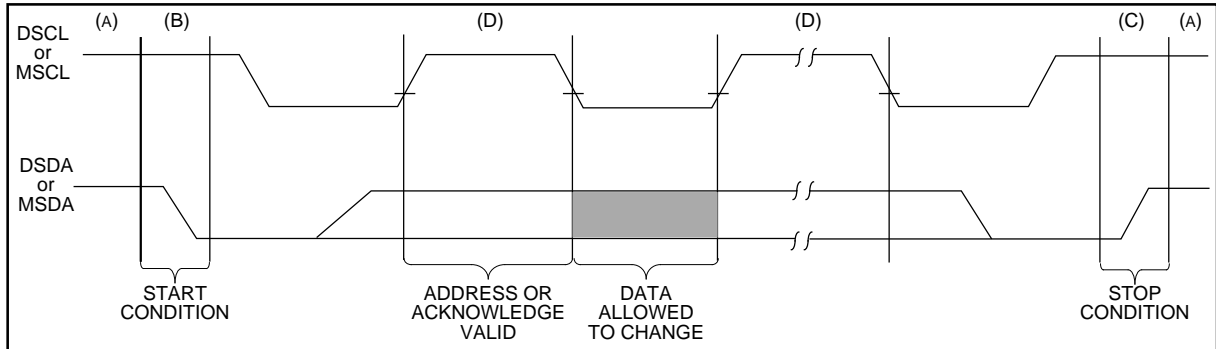 (A)
(B)
(D)
(D)
(C)
(A)
DSCL
or
MSCL
DSDA
or
MSDA
START
CONDITION
ADDRESS OR
ACKNOWLEDGE
VALID
DATA
ALLOWED
TO CHANGE
STOP
CONDITION